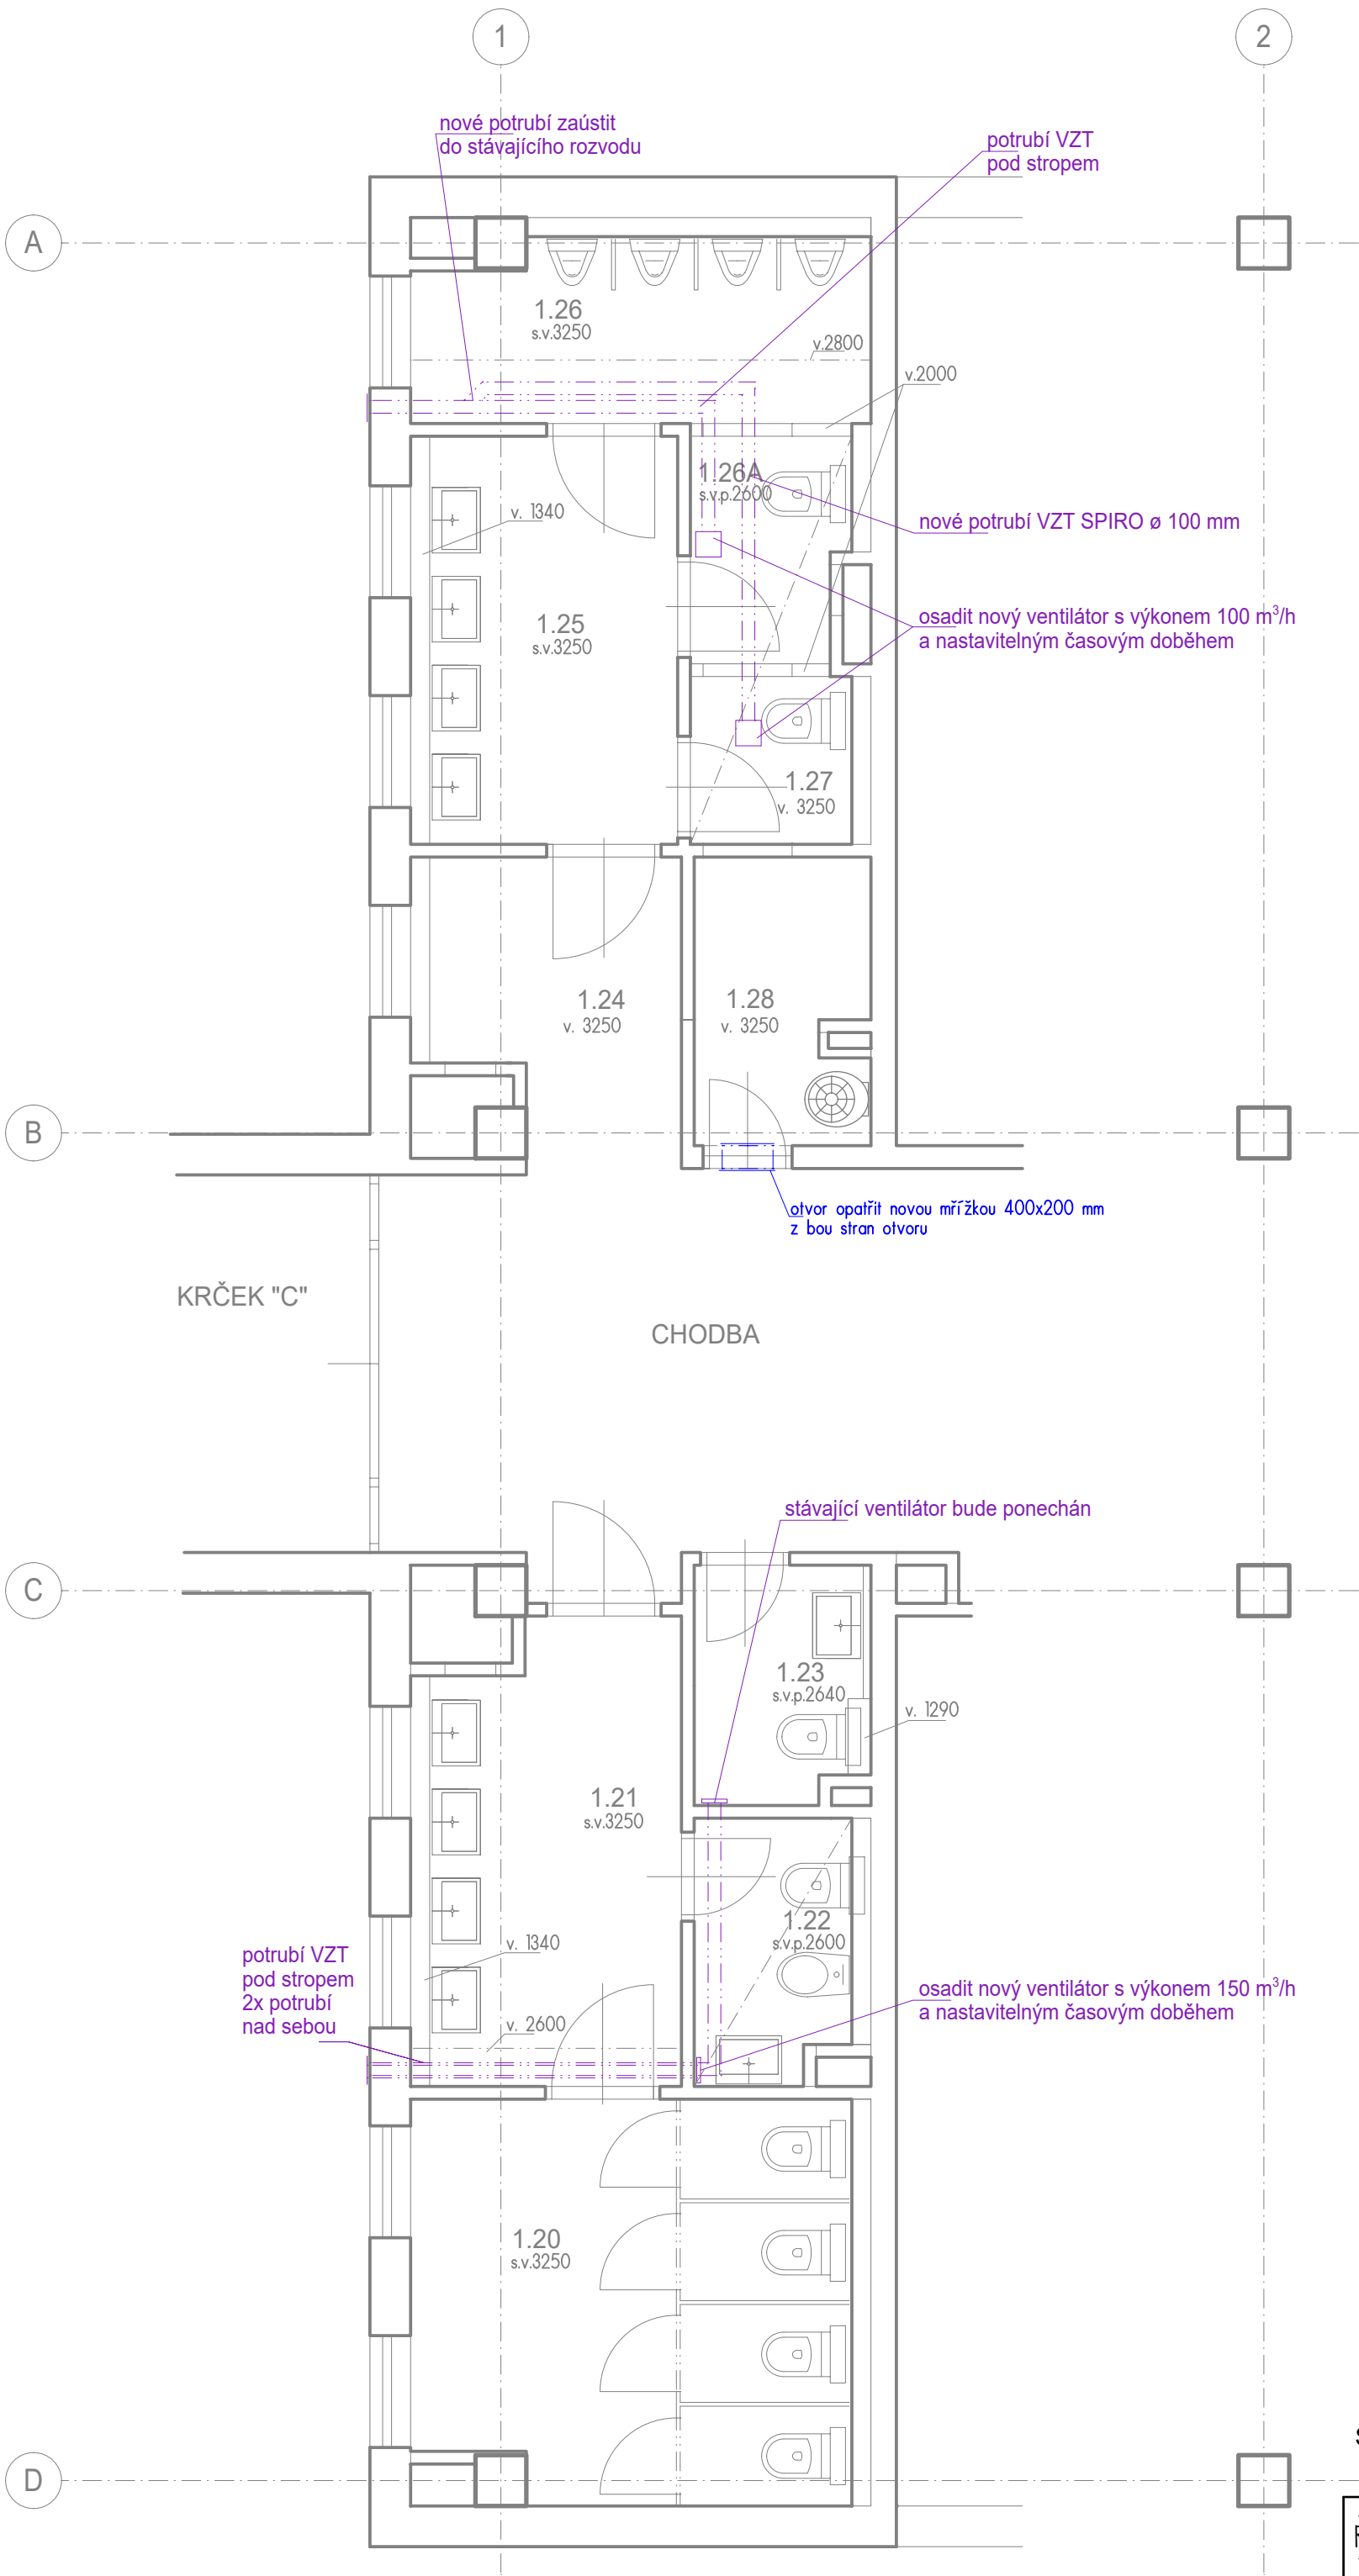 1
2
nové potrubí zaústit
do stávajícího rozvodu
potrubí VZT
pod stropem
A
1.26
s.v.3250
v.2800
v.2000
1.26A
s.v.p.2600
v. 1340
nové potrubí VZT SPIRO ø 100 mm
1.25
s.v.3250
osadit nový ventilátor s výkonem 100 m³/h
a nastavitelným časovým doběhem
1.27
v. 3250
1.24
v. 3250
1.28
v. 3250
B
otvor opatřit novou mřížkou 400x200 mm
z bou stran otvoru
KRČEK "C"
CHODBA
stávající ventilátor bude ponechán
C
1.23
s.v.p.2640
v. 1290
1.21
s.v.3250
1.22
s.v.p.2600
v. 1340
potrubí VZT
pod stropem
2x potrubí
nad sebou
osadit nový ventilátor s výkonem 150 m³/h
a nastavitelným časovým doběhem
v. 2600
1.20
s.v.3250
D